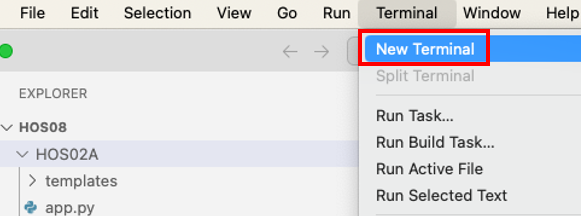 File Edit Selection View Go Run Terminal Window Help
New Terminal
Split Terminal
Run Task...
Run Build Task...
Run Active File
Run Selected Text
EXPLORER
HOS08
HOS02A
templates
app.py